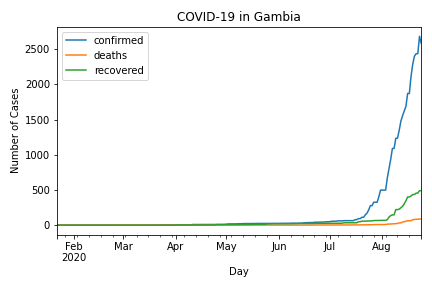 COVID-19 in Gambia
confirmed
deaths
recovered
Number of Cases
2500
2000
1500
1000
500
0
Feb Mar Apr May Jun Jul Aug
2020
Day